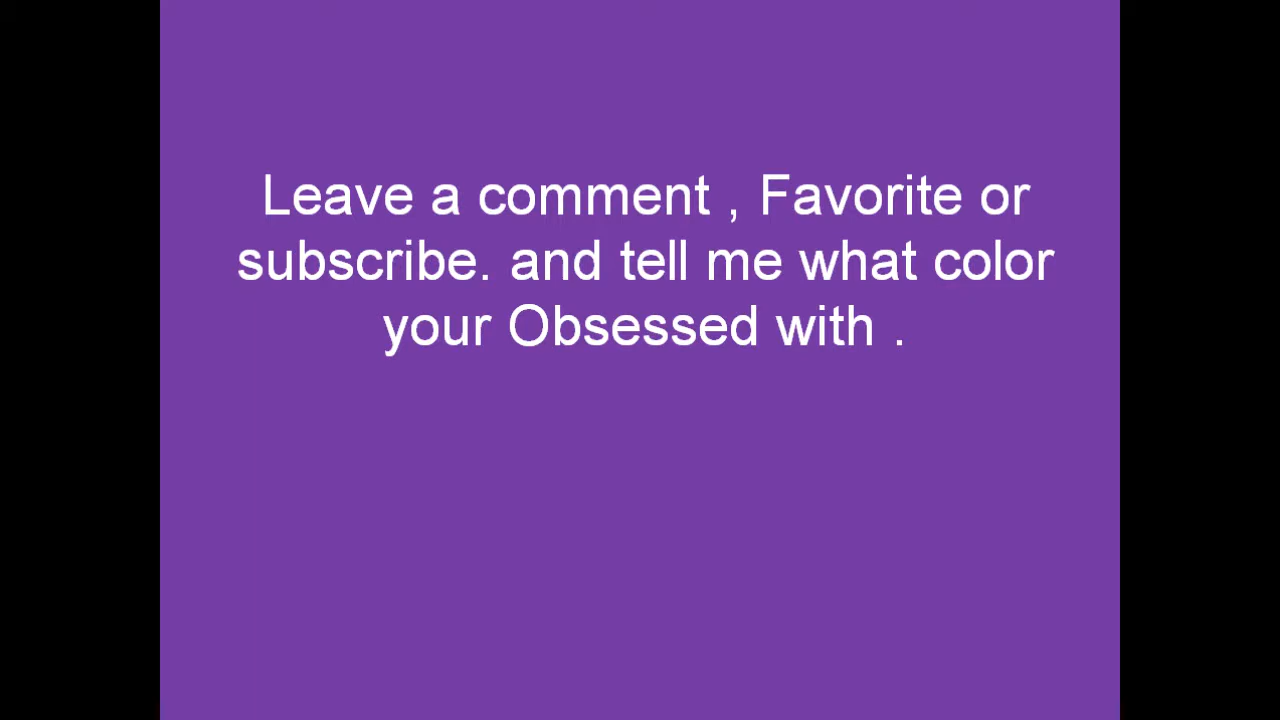 Leave a comment , Favorite or
subscribe. and tell me what color
your Obsessed with .